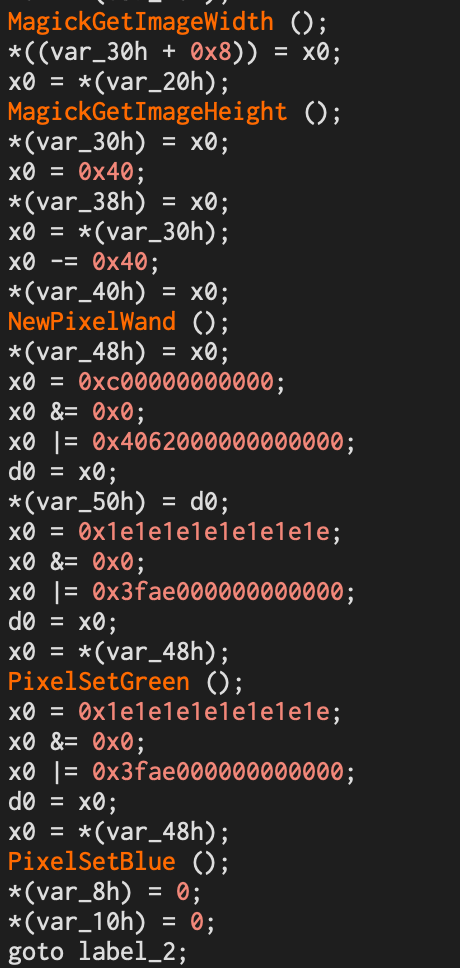 MagickGetImageWidth ();
*((var_30h + 0x8)) = x0;
x0 = *(var_20h);
MagickGetImageHeight ();
*(var_30h) = x0;
x0 = 0x40;
*(var_38h) = x0;
x0 = *(var_30h);
x0 -= 0x40;
*(var_40h) = x0;
NewPixelWand ();
*(var_48h) = x0;
x0 = 0xc00000000000;
x0 &= 0x0;
x0 |= 0x4062000000000000;
d0 = x0;
*(var_50h) = d0;
x0 = 0x1e1e1e1e1e1e1e1e;
x0 &= 0x0;
x0 |= 0x3fae000000000000;
d0 = x0;
x0 = *(var_48h);
PixelSetGreen ();
x0 = 0x1e1e1e1e1e1e1e1e;
x0 &= 0x0;
x0 |= 0x3fae000000000000;
d0 = x0;
x0 = *(var_48h);
PixelSetBlue ();
*(var_8h) = 0;
*(var_10h) = 0;
goto label_2;